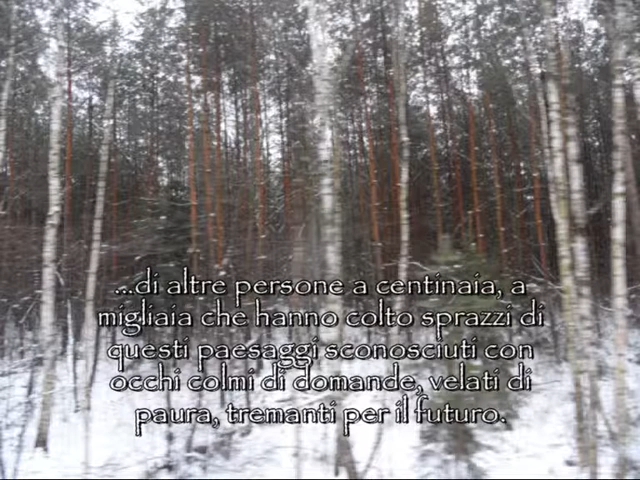 ...di altre persone a centinaia, a
migliaia che hanno colto sprazzi di
questi paesaggi sconosciuti con
occhi colmi di domande, velati di
paura, tremanti per il futuro.